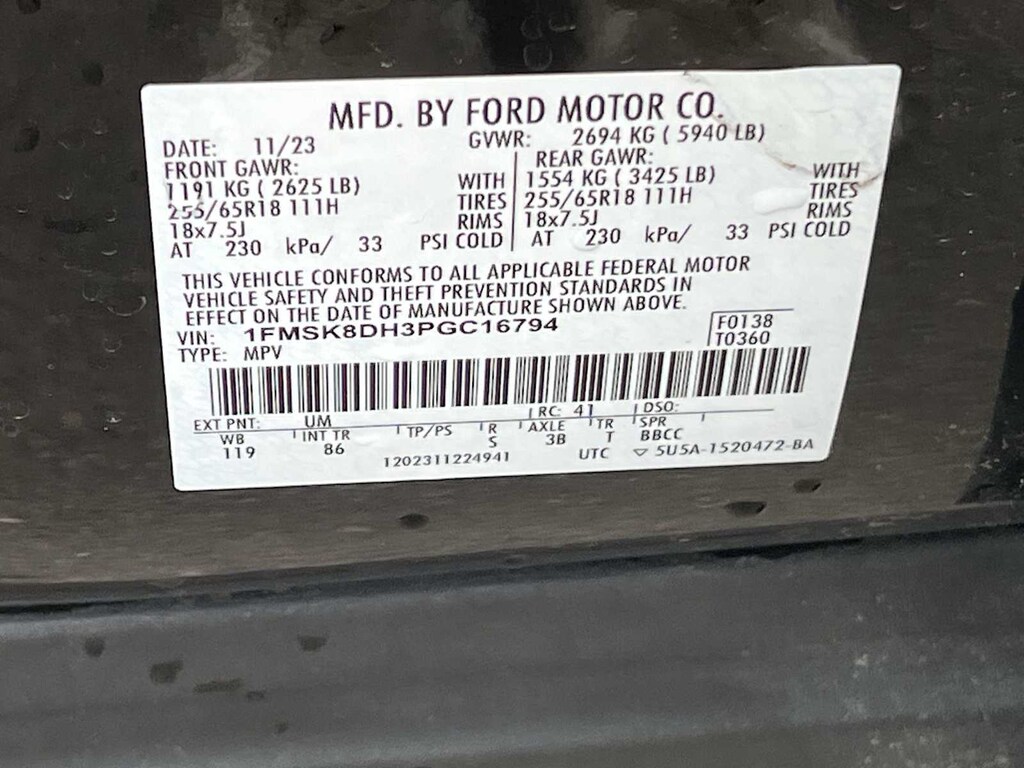 MFD. BY FORD MOTOR CO.
DATE: 11/23 GVWR: 2694 KG ( 5940 LB)
FRONT GAWR: REAR GAWR:
1191 KG ( 2625 LB) WITH 1554 KG ( 3425 LB) WITH
255/65R18 111H TIRES 255/65R18 111H TIRES
18x7.5J RIMS 18x7.5J RIMS
AT 230 kPa/ 33 PSI COLD AT 230 kPa/ 33 PSI COLD
THIS VEHICLE CONFORMS TO ALL APPLICABLE FEDERAL MOTOR
VEHICLE SAFETY AND THEFT PREVENTION STANDARDS IN
EFFECT ON THE DATE OF MANUFACTURE SHOWN ABOVE.
VIN: 1FMSK8DH3PGC16794 F0138
TYPE: MPV T0360
EXT PNT: UM RC: 41 DSO:
WB INT TR TP/PS R AXLE TR SPR
119 86 S 3B T BBCC
1202311224941 UTC ▽ 5U5A-1520472-BA